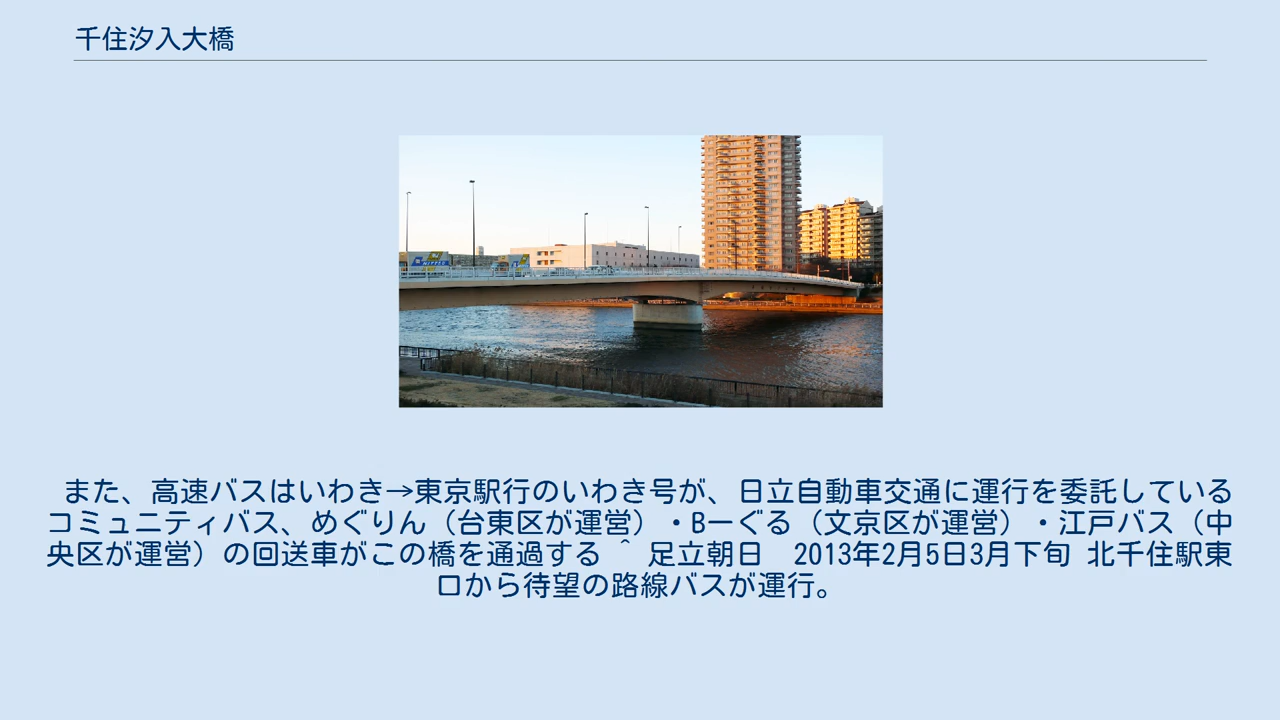 千住汐入大橋
また、高速バスはいわき→東京駅行のいわき号が、日立自動車交通に運行を委託している
コミュニティバス、めぐりん（台東区が運営）・Bーぐる（文京区が運営）・江戸バス（中
央区が運営）の回送車がこの橋を通過する ＾ 足立朝日　2013年2月5日3月下旬 北千住駅東
口から待望の路線バスが運行。